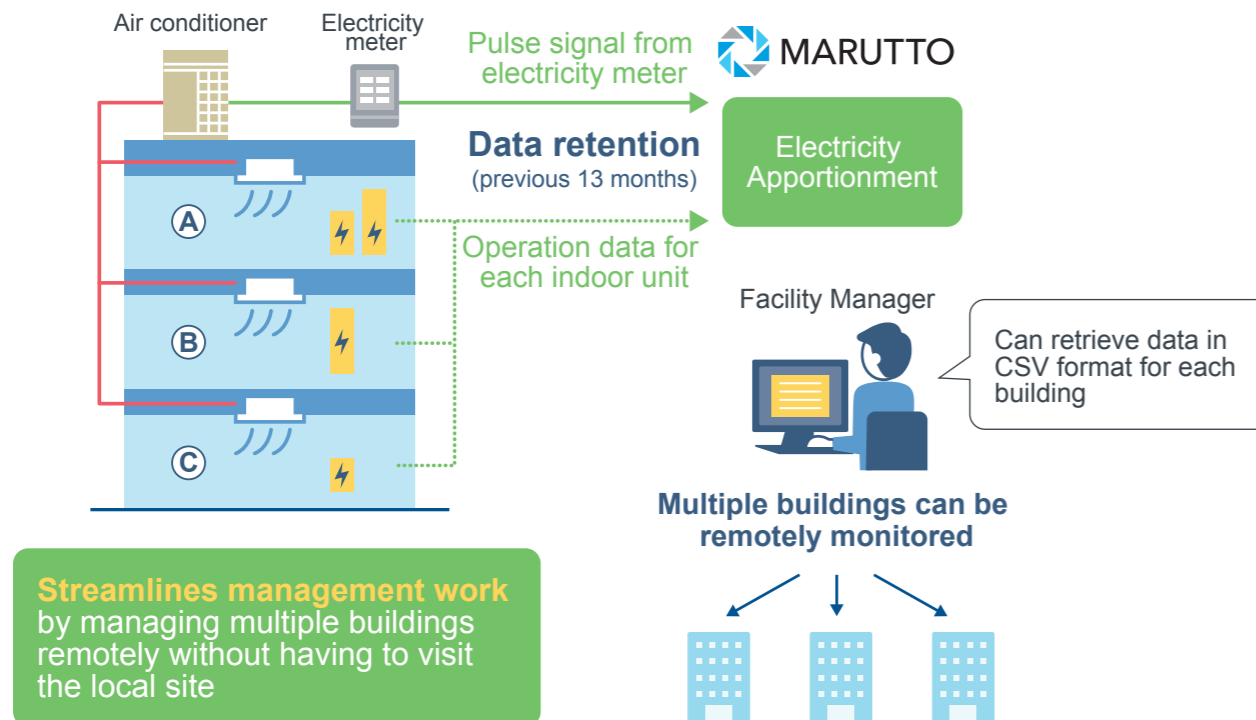 Air conditioner
Electricity
meter
Pulse signal from
electricity meter
MARUTTO
Data retention
(previous 13 months)
Electricity
Apportionment
A
Operation data for
each indoor unit
B
C
Facility Manager
Can retrieve data in
CSV format for each
building
Multiple buildings can be
remotely monitored
Streamlines management work
by managing multiple buildings
remotely without having to visit
the local site